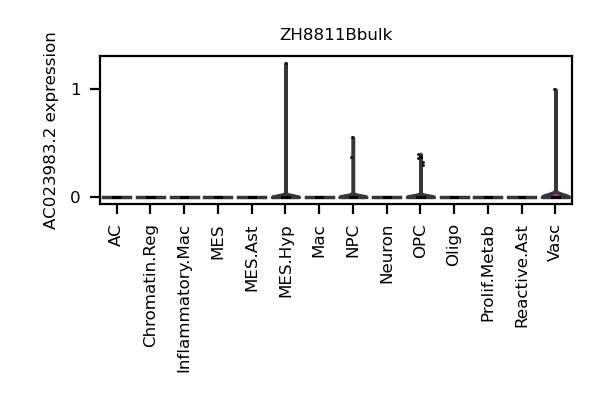 ZH8811Bbulk
AC023983.2 expression
1
0
AC
Chromatin.Reg
Inflammatory.Mac
MES
MES.Ast
MES.Hyp
Mac
NPC
Neuron
OPC
Oligo
Prolif.Metab
Reactive.Ast
Vasc